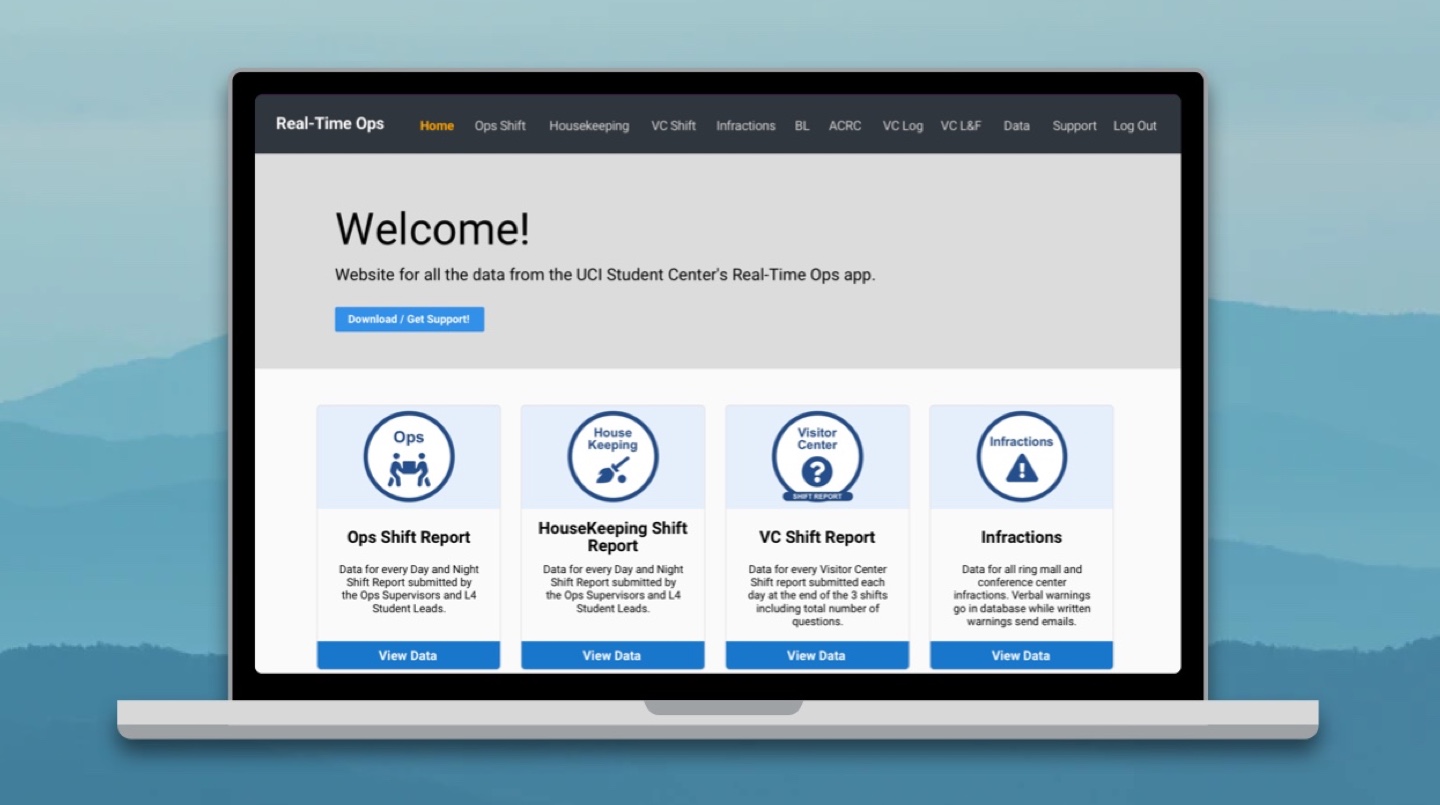 Real-Time Ops Home Ops Shift Housekeeping VC Shift Infractions BL ACRC VC Log VC L&F Data Support Log Out
Welcome!
Website for all the data from the UCI Student Center's Real-Time Ops app.
Download / Get Support!
Ops
House
Keeping
Visitor
Center
SHIFT REPORT
Infractions
Ops Shift Report
Data for every Day and Night
Shift Report submitted by
the Ops Supervisors and L4
Student Leads.
View Data
HouseKeeping Shift
Report
Data for every Day and Night
Shift Report submitted by
the Ops Supervisors and L4
Student Leads.
View Data
VC Shift Report
Data for every Visitor Center
Shift report submitted each
day at the end of the 3 shifts
including total number of
questions.
View Data
Infractions
Data for all ring mall and
conference center
infractions. Verbal warnings
go in database while written
warnings send emails.
View Data